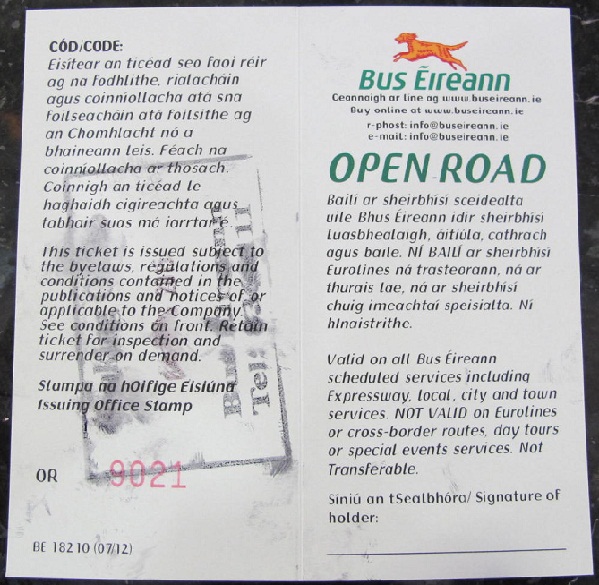 CÓD/CODE:
Eisítear an ticéad seo faoi réir
ag na fodhlithe, rialacháin
agus coinníollacha atá sna
foilseacháin atá foilsithe ag
an Chomhlacht nó a
bhaineann leis. Féach na
coinníollacha ar thosach.
Coinnigh an ticéad le
haghaidh cigireachta agus
tabhair suas má iarrtar é
This ticket is issued subject to
the byelaws, regulations and
conditions contained in the
publications and notices of or
applicable to the Company.
See conditions on front. Retain
ticket for inspection and
surrender on demand.
Stampa na hOifige Eisiúna
Issuing Office Stamp
Bus
Tel:
OR 9021
BE 18210 (07/12)
Bus Éireann
Ceannaigh ar líne ag www.buseireann.ie
Buy online at www.buseireann.ie
r-phost: info@buseireann.ie
e-mail: info@buseireann.ie
OPEN ROAD
Bailí ar sheirbhísí sceidealta
uile Bhus Éireann idir sheirbhísí
luasbhealaigh, áitiúla, cathrach
agus baile. NÍ BAILÍ ar sheirbhísí
Eurolines ná trasteorann, ná ar
thurais lae, ná ar sheirbhísí
chuig imeachtaí speisialta. Ní
hInaistrithe.
Valid on all Bus Éireann
scheduled services including
Expressway, local, city and town
services. NOT VALID on Eurolines
or cross-border routes, day tours
or special events services. Not
Transferable.
Síniú an tSealbhóra/ Signature of
holder: